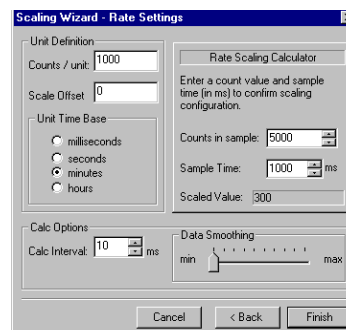 Scaling Wizard - Rate Settings
Unit Definition
Counts / unit: 1000
Scale Offset 0
Unit Time Base
milliseconds
seconds
minutes
hours
Rate Scaling Calculator
Enter a count value and sample
time (in ms) to confirm scaling
configuration.
Counts in sample: 5000
Sample Time: 1000 ms
Scaled Value: 300
Calc Options
Calc Interval: 10 ms
Data Smoothing
min max
Cancel < Back Finish